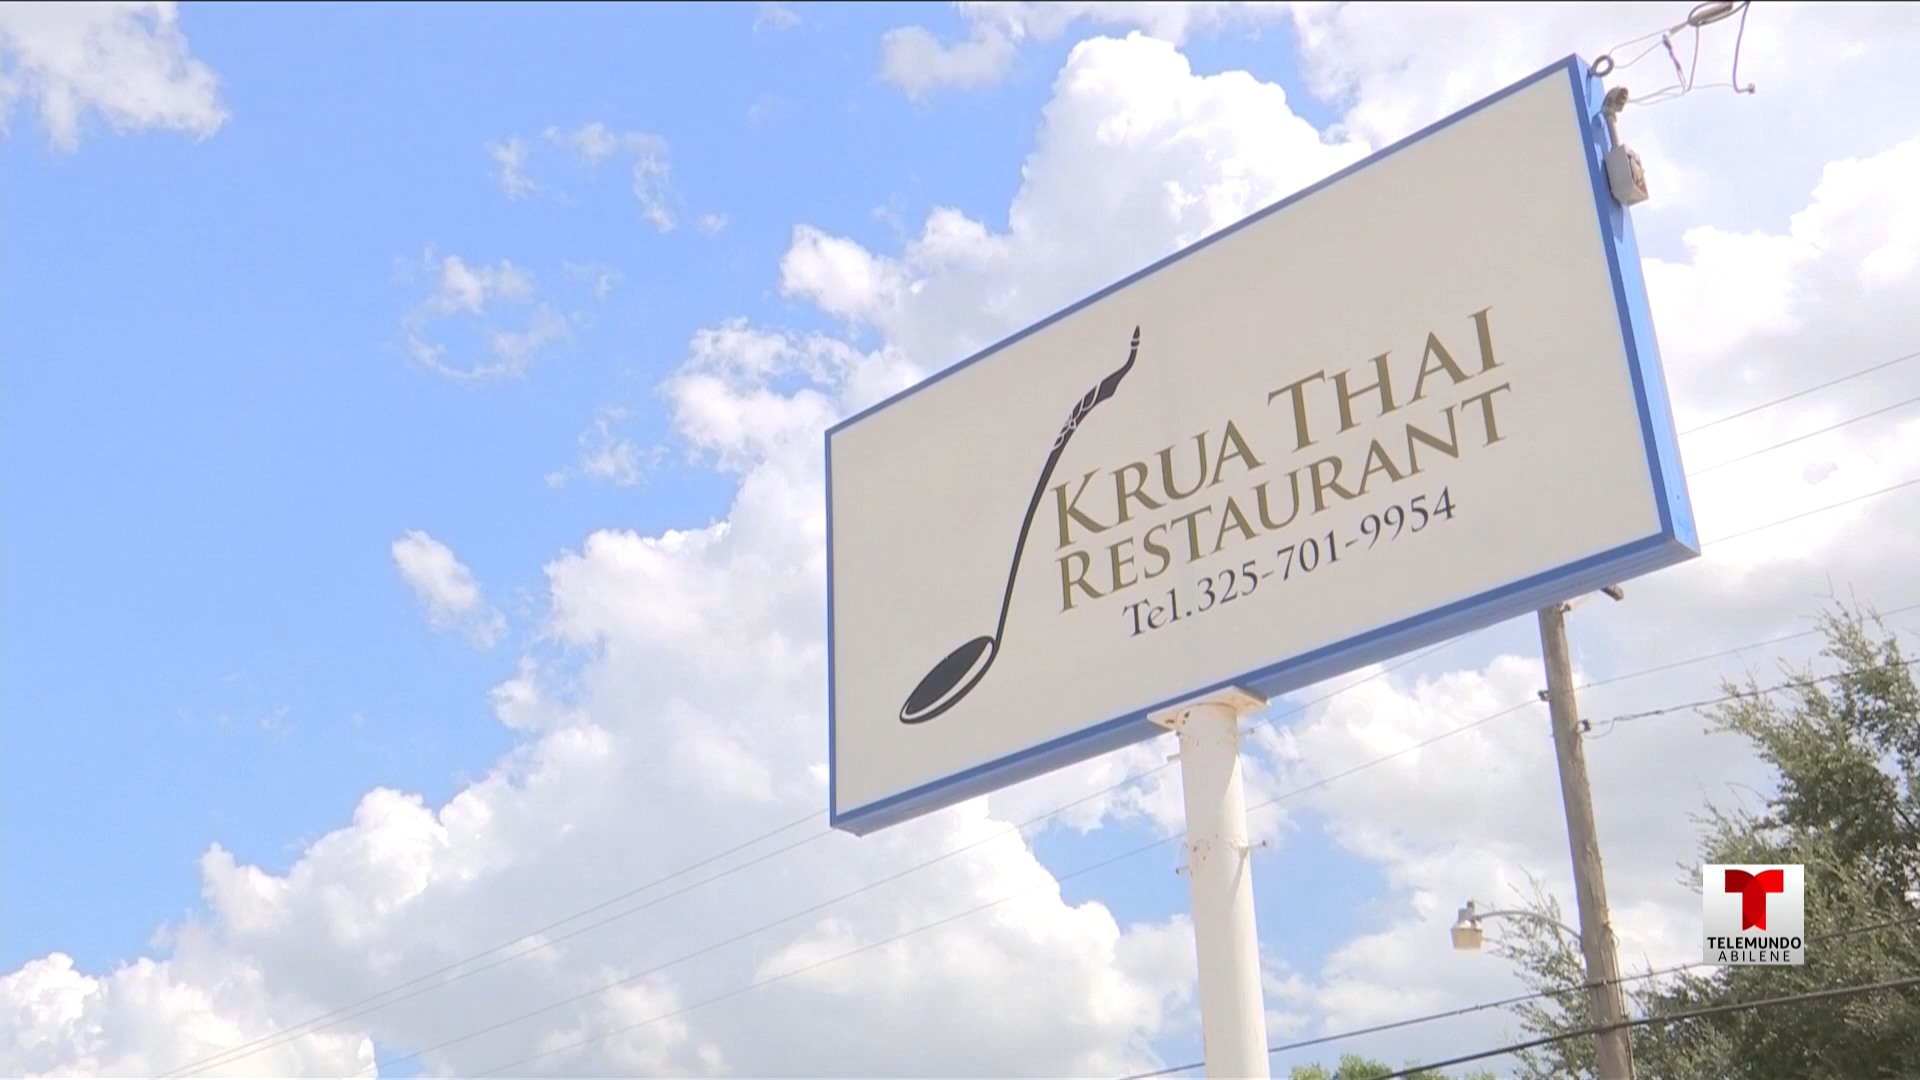 KRUA THAI
RESTAURANT
Tel.325-701-9954
TELEMUNDO
ABILENE